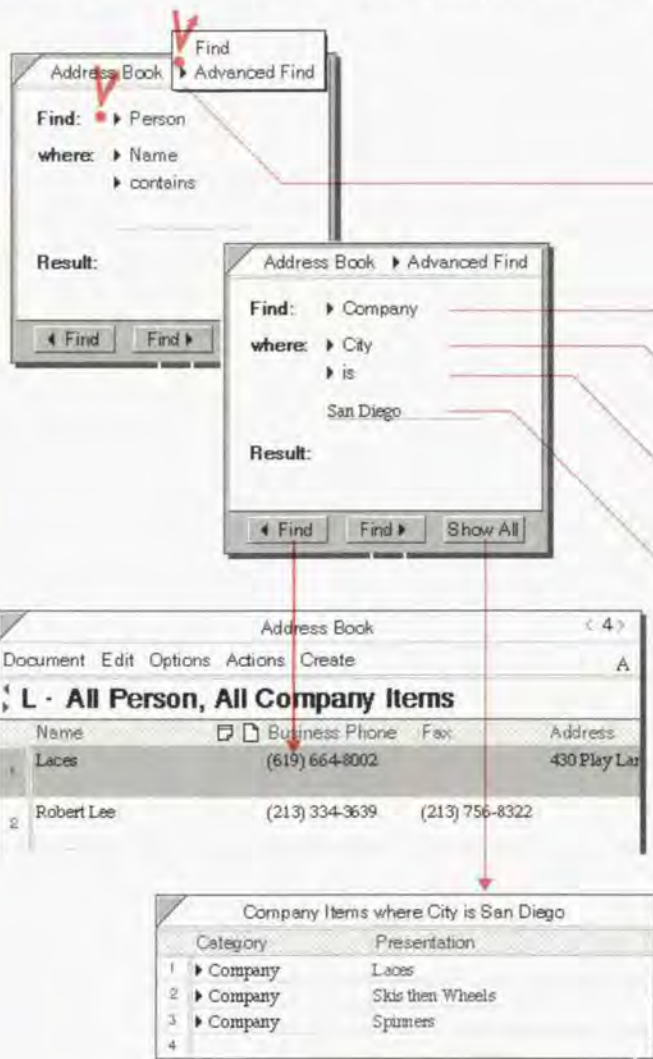 Find
Address Book ▸ Advanced Find
Find: ▸ Person
where: ▸ Name
▸ contains
Result:
◂ Find Find ▸
Address Book ▸ Advanced Find
Find: ▸ Company
where: ▸ City
▸ is
San Diego
Result:
◂ Find Find ▸ Show All
Address Book < 4 >
Document Edit Options Actions Create A
L - All Person, All Company Items
Name Business Phone Fax Address
1 Laces (619) 664-8002 430 Play Lan
2 Robert Lee (213) 334-3639 (213) 756-8322
Company Items where City is San Diego
Category Presentation
1 ▸ Company Laces
2 ▸ Company Skis then Wheels
3 ▸ Company Spinners
4